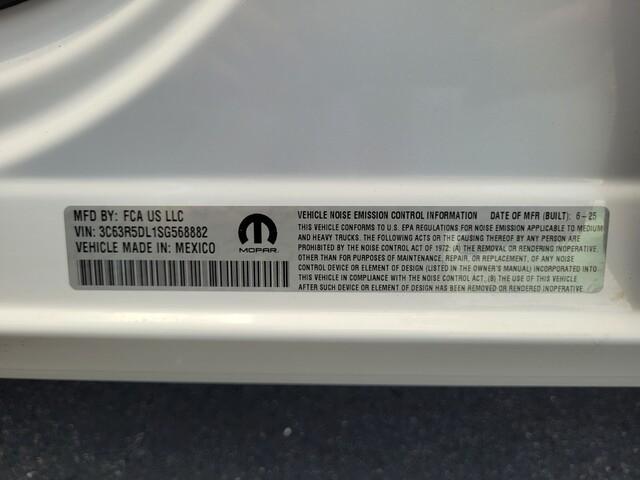 MFD BY: FCA US LLC
VIN: 3C63R5DL1SG568882
VEHICLE MADE IN: MEXICO
MOPAR
VEHICLE NOISE EMISSION CONTROL INFORMATION DATE OF MFR (BUILT): 6-25
THIS VEHICLE CONFORMS TO U.S. EPA REGULATIONS FOR NOISE EMISSION APPLICABLE TO MEDIUM
AND HEAVY TRUCKS. THE FOLLOWING ACTS OR THE CAUSING THEREOF BY ANY PERSON ARE
PROHIBITED BY THE NOISE CONTROL ACT OF 1972: (A) THE REMOVAL OR RENDERING INOPERATIVE,
OTHER THAN FOR PURPOSES OF MAINTENANCE, REPAIR, OR REPLACEMENT, OF ANY NOISE
CONTROL DEVICE OR ELEMENT OF DESIGN (LISTED IN THE OWNER'S MANUAL) INCORPORATED INTO
THIS VEHICLE IN COMPLIANCE WITH THE NOISE CONTROL ACT, (B) THE USE OF THIS VEHICLE
AFTER SUCH DEVICE OR ELEMENT OF DESIGN HAS BEEN REMOVED OR RENDERED INOPERATIVE.